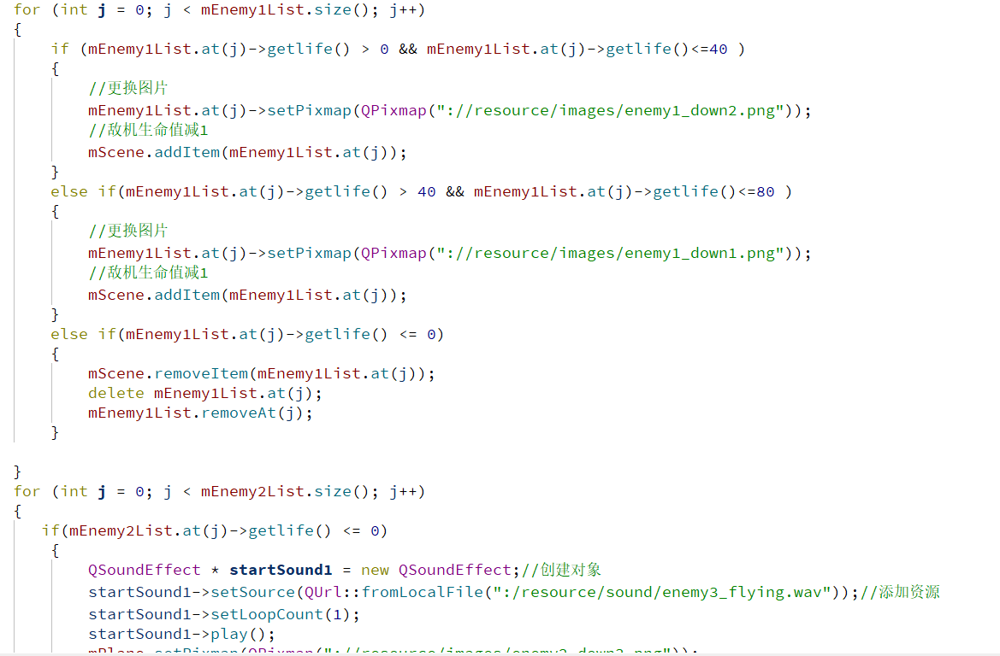 for (int j = 0; j < mEnemy1List.size(); j++)
{
if (mEnemy1List.at(j)->getlife() > 0 && mEnemy1List.at(j)->getlife()<=40 )
{
//更换图片
mEnemy1List.at(j)->setPixmap(QPixmap("://resource/images/enemy1_down2.png"));
//敌机生命值减1
mScene.addItem(mEnemy1List.at(j));
}
else if(mEnemy1List.at(j)->getlife() > 40 && mEnemy1List.at(j)->getlife()<=80 )
{
//更换图片
mEnemy1List.at(j)->setPixmap(QPixmap("://resource/images/enemy1_down1.png"));
//敌机生命值减1
mScene.addItem(mEnemy1List.at(j));
}
else if(mEnemy1List.at(j)->getlife() <= 0)
{
mScene.removeItem(mEnemy1List.at(j));
delete mEnemy1List.at(j);
mEnemy1List.removeAt(j);
}
}
for (int j = 0; j < mEnemy2List.size(); j++)
{
if(mEnemy2List.at(j)->getlife() <= 0)
{
QSoundEffect * startSound1 = new QSoundEffect;//创建对象
startSound1->setSource(QUrl::fromLocalFile(":/resource/sound/enemy3_flying.wav"));//添加资源
startSound1->setLoopCount(1);
startSound1->play();